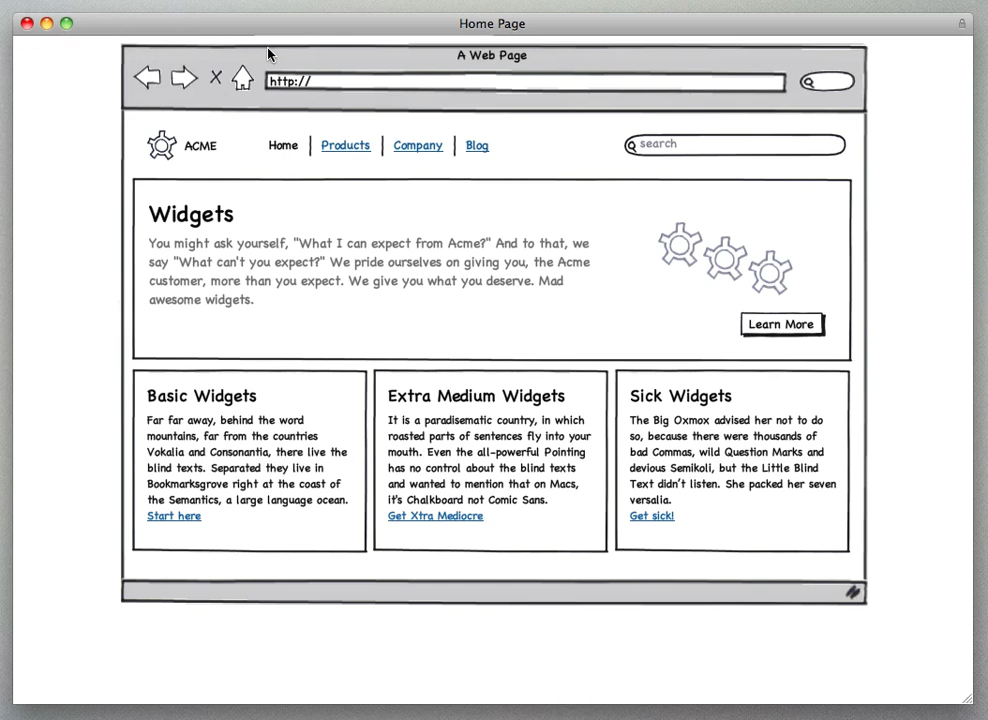 Home Page
A Web Page
http://
ACME
Home Products Company Blog
search
Widgets
You might ask yourself, "What I can expect from Acme?" And to that, we
say "What can't you expect?" We pride ourselves on giving you, the Acme
customer, more than you expect. We give you what you deserve. Mad
awesome widgets.
Learn More
Basic Widgets
Far far away, behind the word
mountains, far from the countries
Vokalia and Consonantia, there live the
blind texts. Separated they live in
Bookmarksgrove right at the coast of
the Semantics, a large language ocean.
Start here
Extra Medium Widgets
It is a paradisematic country, in which
roasted parts of sentences fly into your
mouth. Even the all-powerful Pointing
has no control about the blind texts
and wanted to mention that on Macs,
it's Chalkboard not Comic Sans.
Get Xtra Mediocre
Sick Widgets
The Big Oxmox advised her not to do
so, because there were thousands of
bad Commas, wild Question Marks and
devious Semikoli, but the Little Blind
Text didn't listen. She packed her seven
versalia.
Get sick!